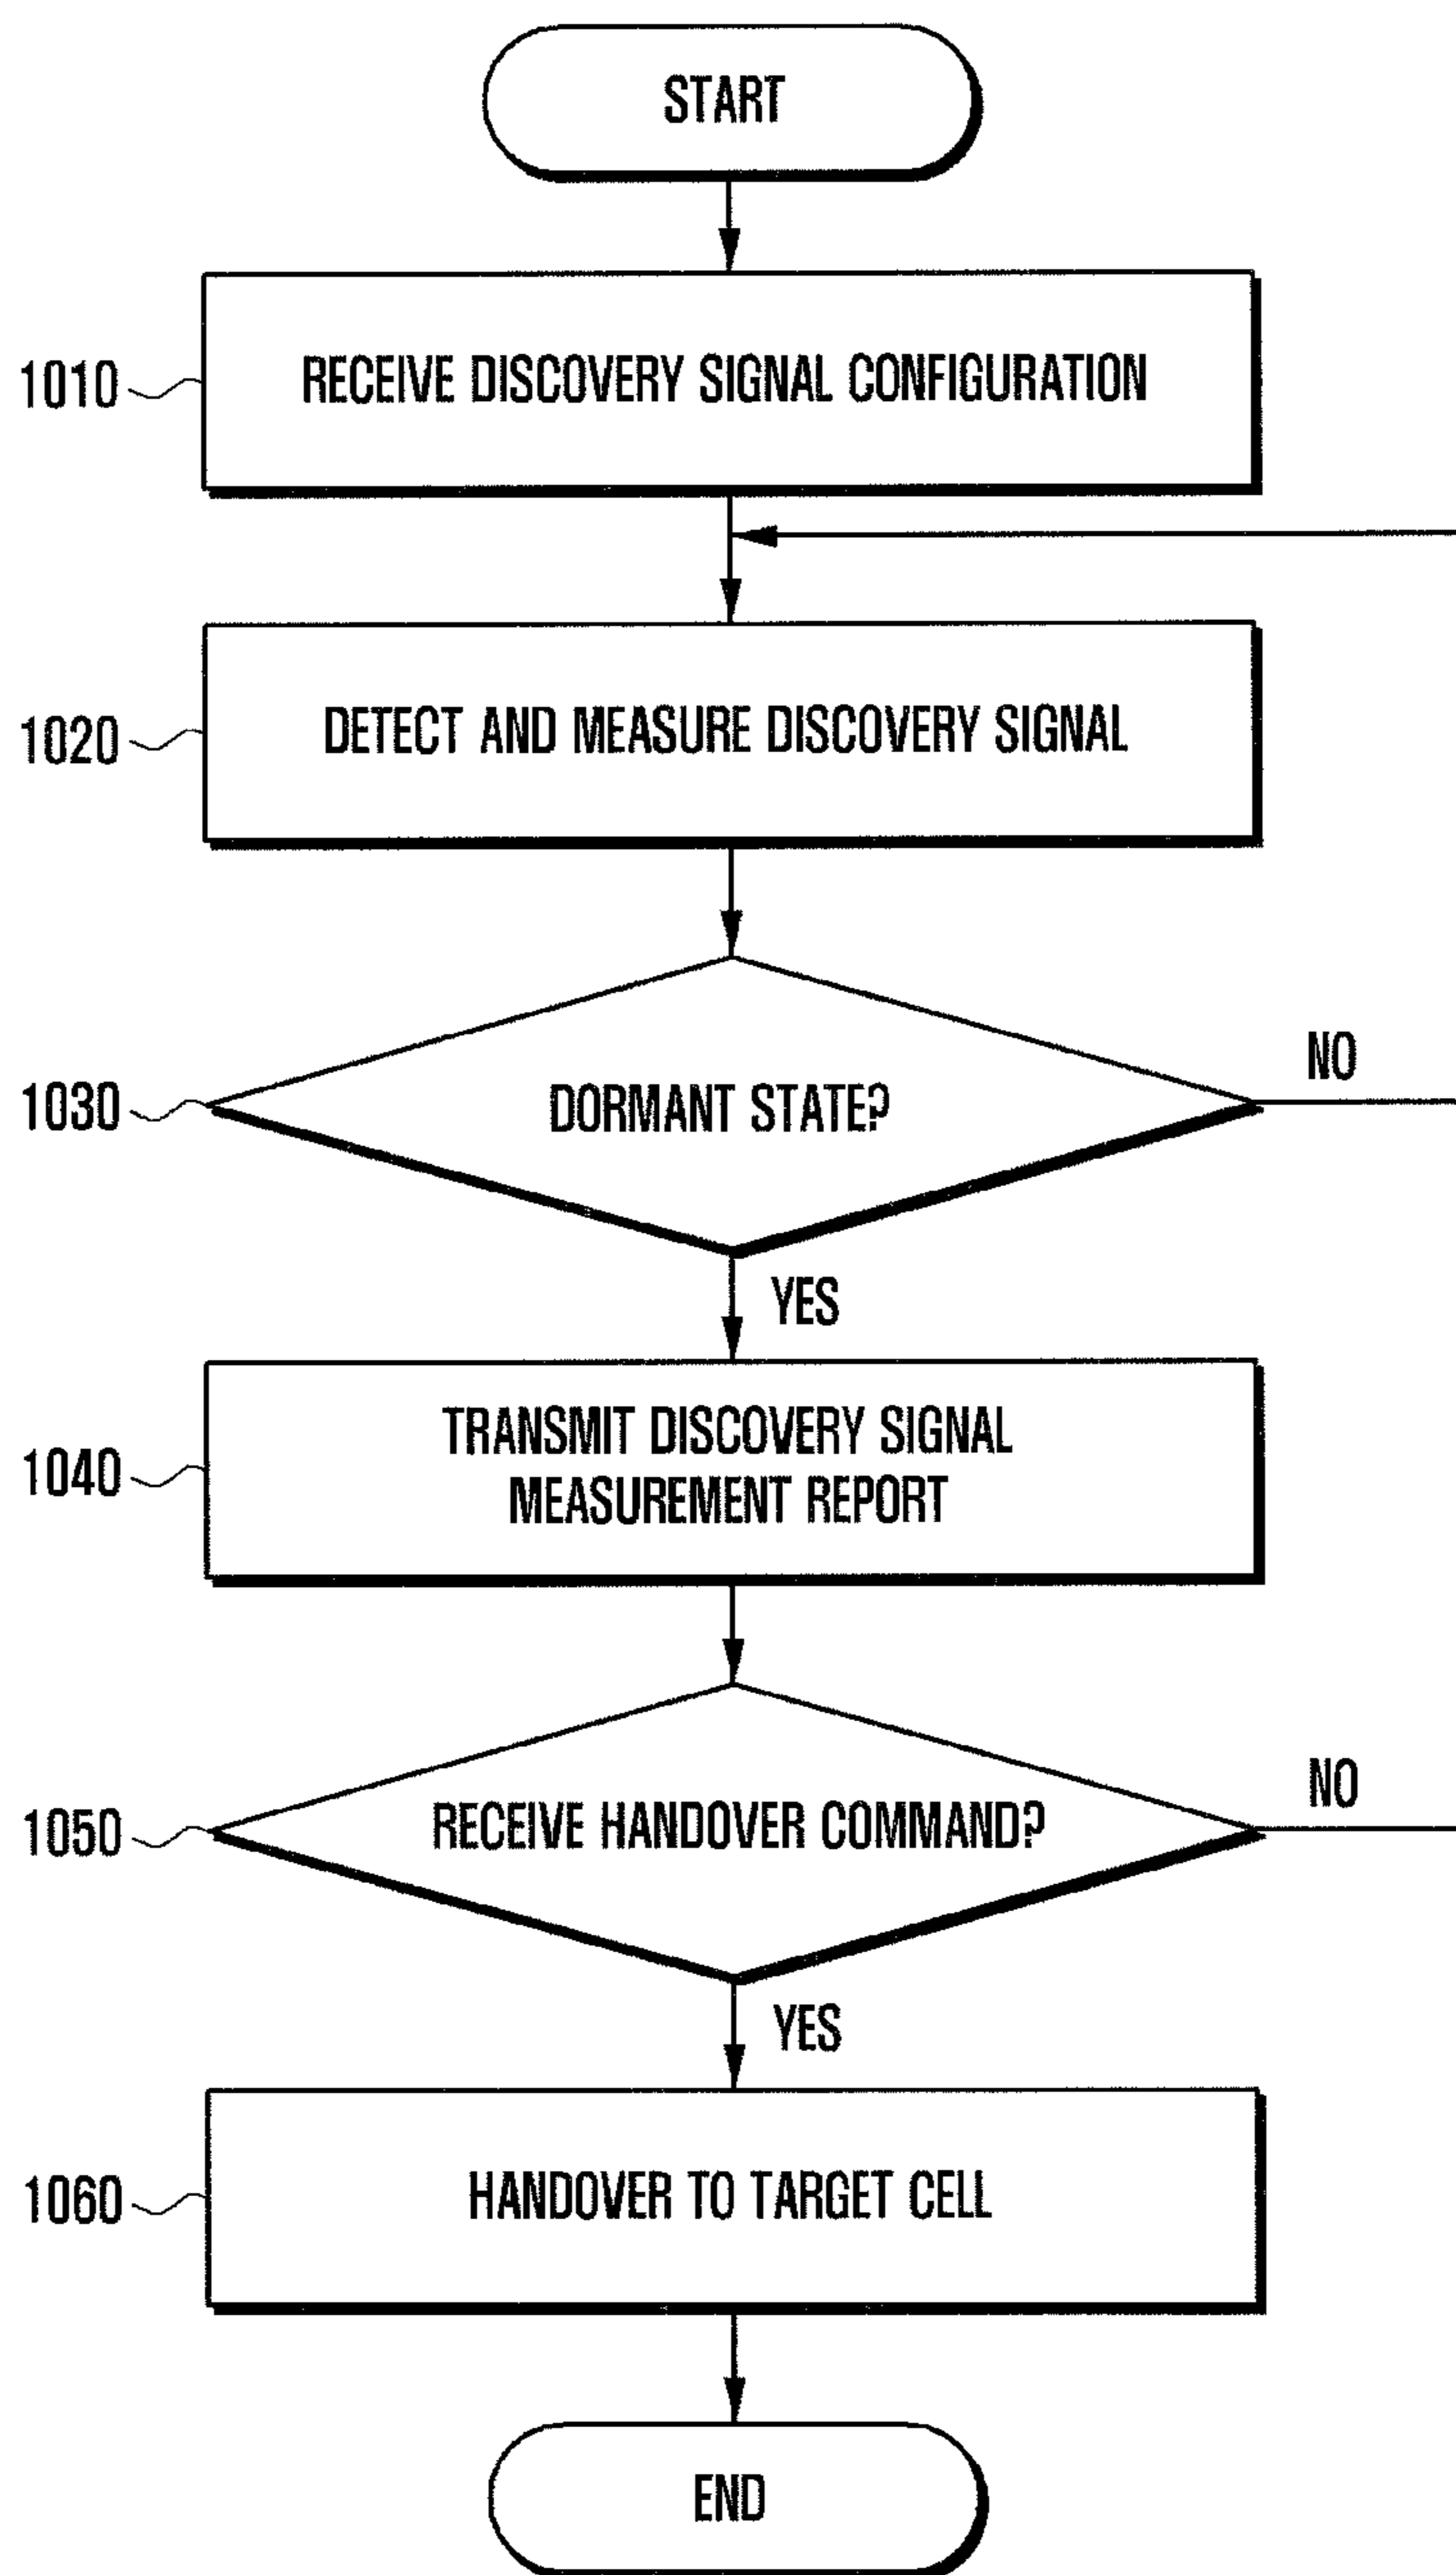 START
1010
RECEIVE DISCOVERY SIGNAL CONFIGURATION
1020
DETECT AND MEASURE DISCOVERY SIGNAL
1030
DORMANT STATE?
NO
YES
1040
TRANSMIT DISCOVERY SIGNAL
MEASUREMENT REPORT
1050
RECEIVE HANDOVER COMMAND?
NO
YES
1060
HANDOVER TO TARGET CELL
END